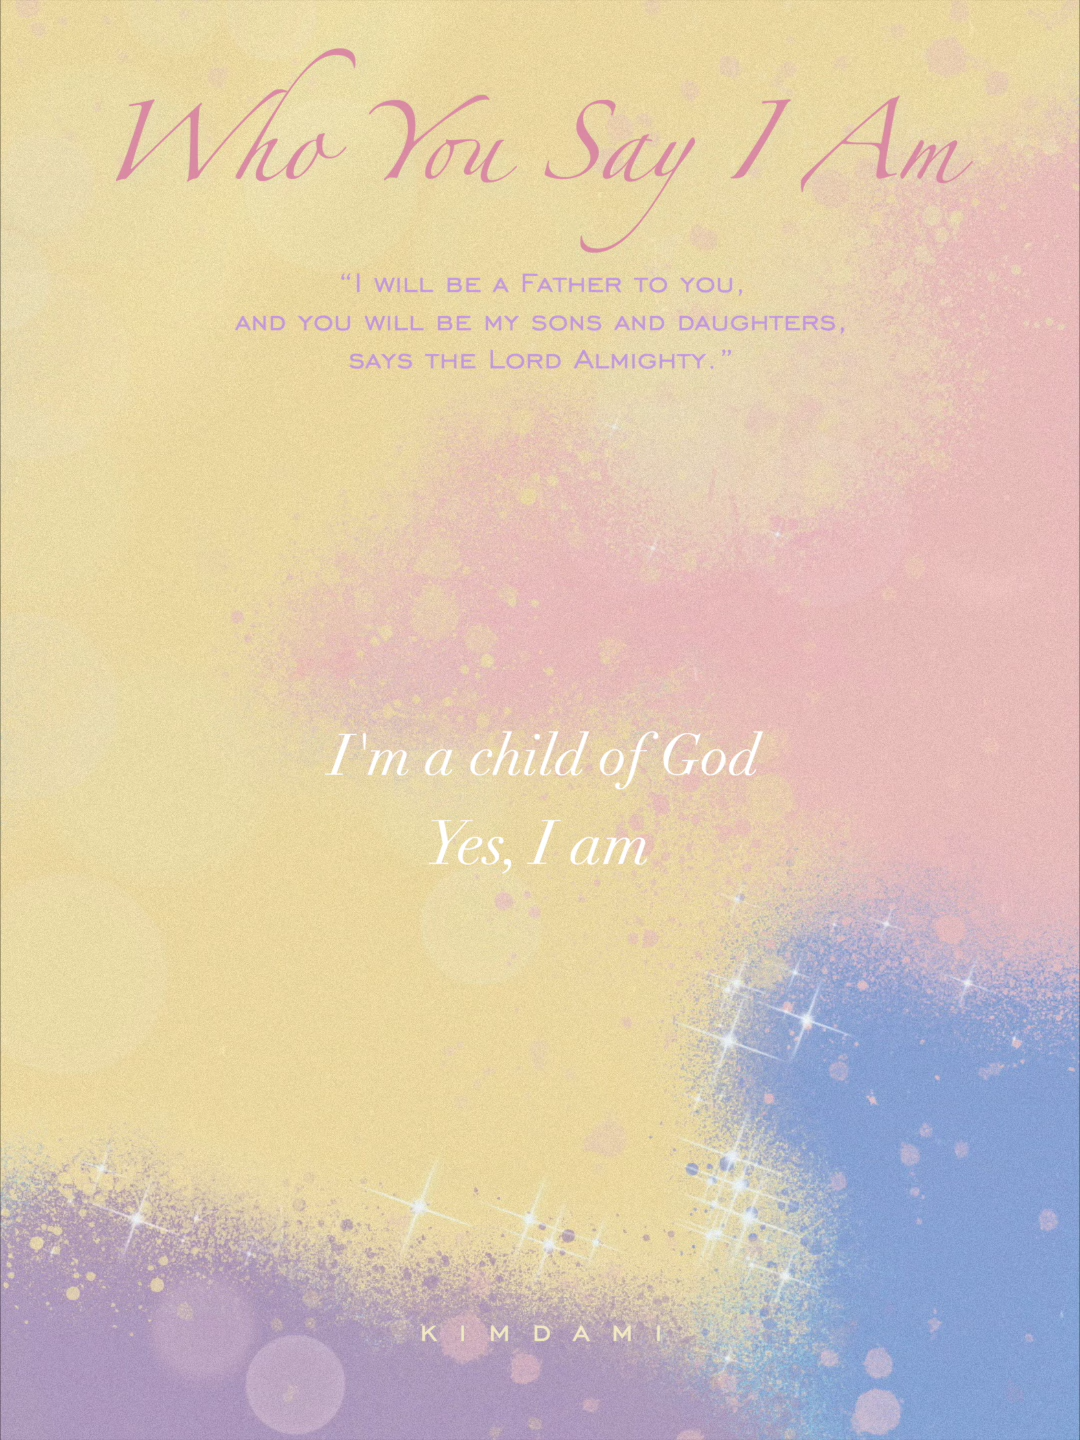 Who You Say I Am
“I will be a Father to you,
and you will be my sons and daughters,
says the Lord Almighty.”
I'm a child of God
Yes, I am
KIMDAMI